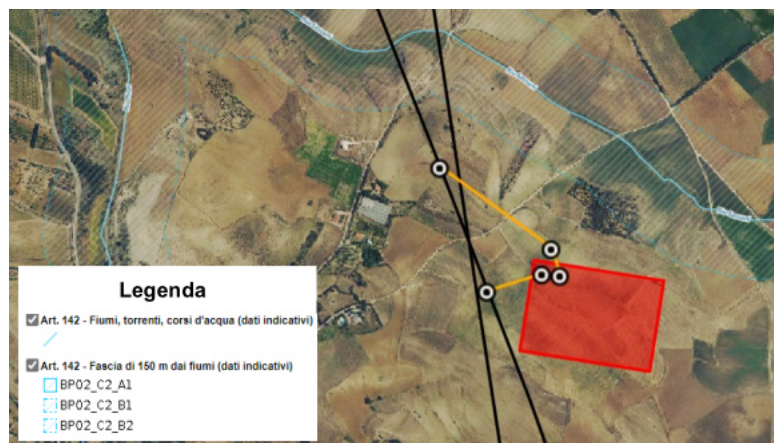 Legenda
Art. 142 - Fiumi, torrenti, corsi d'acqua (dati indicativi)
Art. 142 - Fascia di 150 m dai fiumi (dati indicativi)
BP02_C2_A1
BP02_C2_B1
BP02_C2_B2